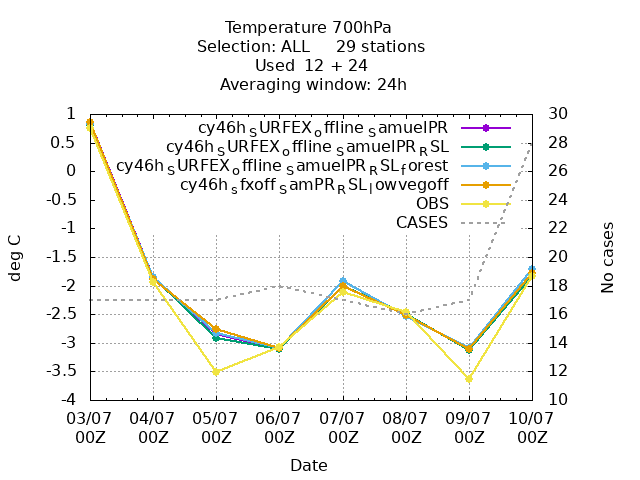 Temperature 700hPa
Selection: ALL 29 stations
Used 12 + 24
Averaging window: 24h
1 30
cy46h_SURFEX_offline_samuelPR
0.5 28
cy46h_SURFEX_offline_samuelPR_RSL
0 26
cy46h_SURFEX_offline_samuelPR_RSL_forest
-0.5 24
cy46h_sfxoff_samPR_RSL_lowvegoff
OBS
-1 22
CASES
-1.5 20
-2 18
-2.5 16
-3 14
-3.5 12
-4 10
deg C
No cases
03/07 04/07 05/07 06/07 07/07 08/07 09/07 10/07
00Z 00Z 00Z 00Z 00Z 00Z 00Z 00Z
Date